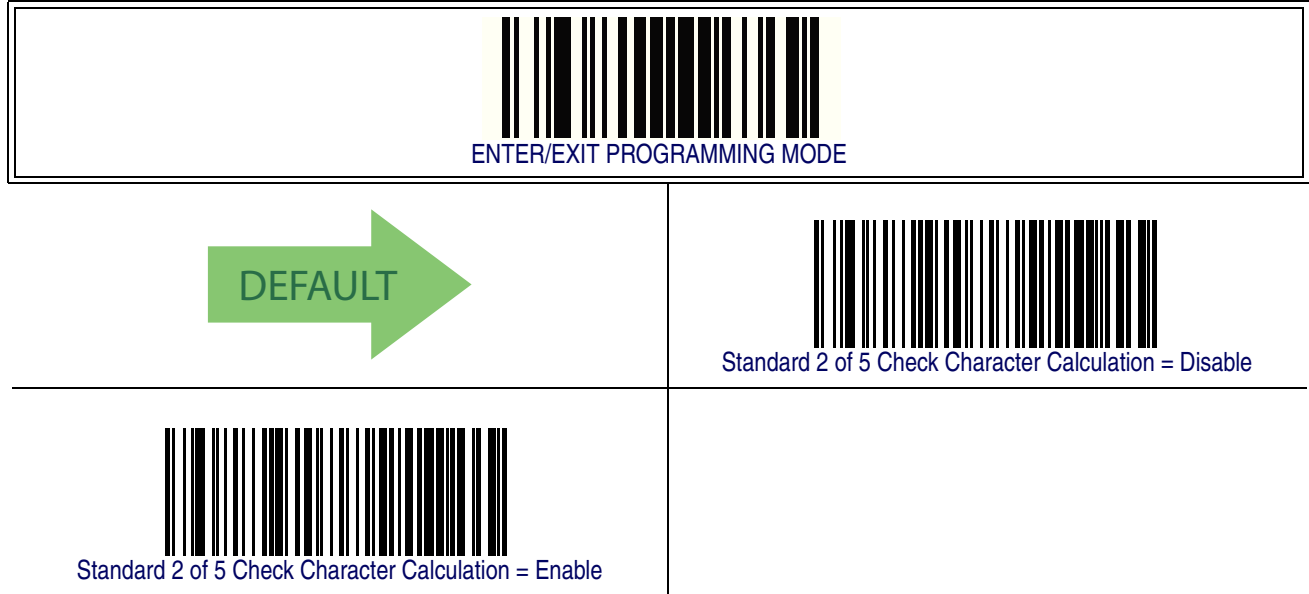 ENTER/EXIT PROGRAMMING MODE
DEFAULT
Standard 2 of 5 Check Character Calculation = Disable
Standard 2 of 5 Check Character Calculation = Enable